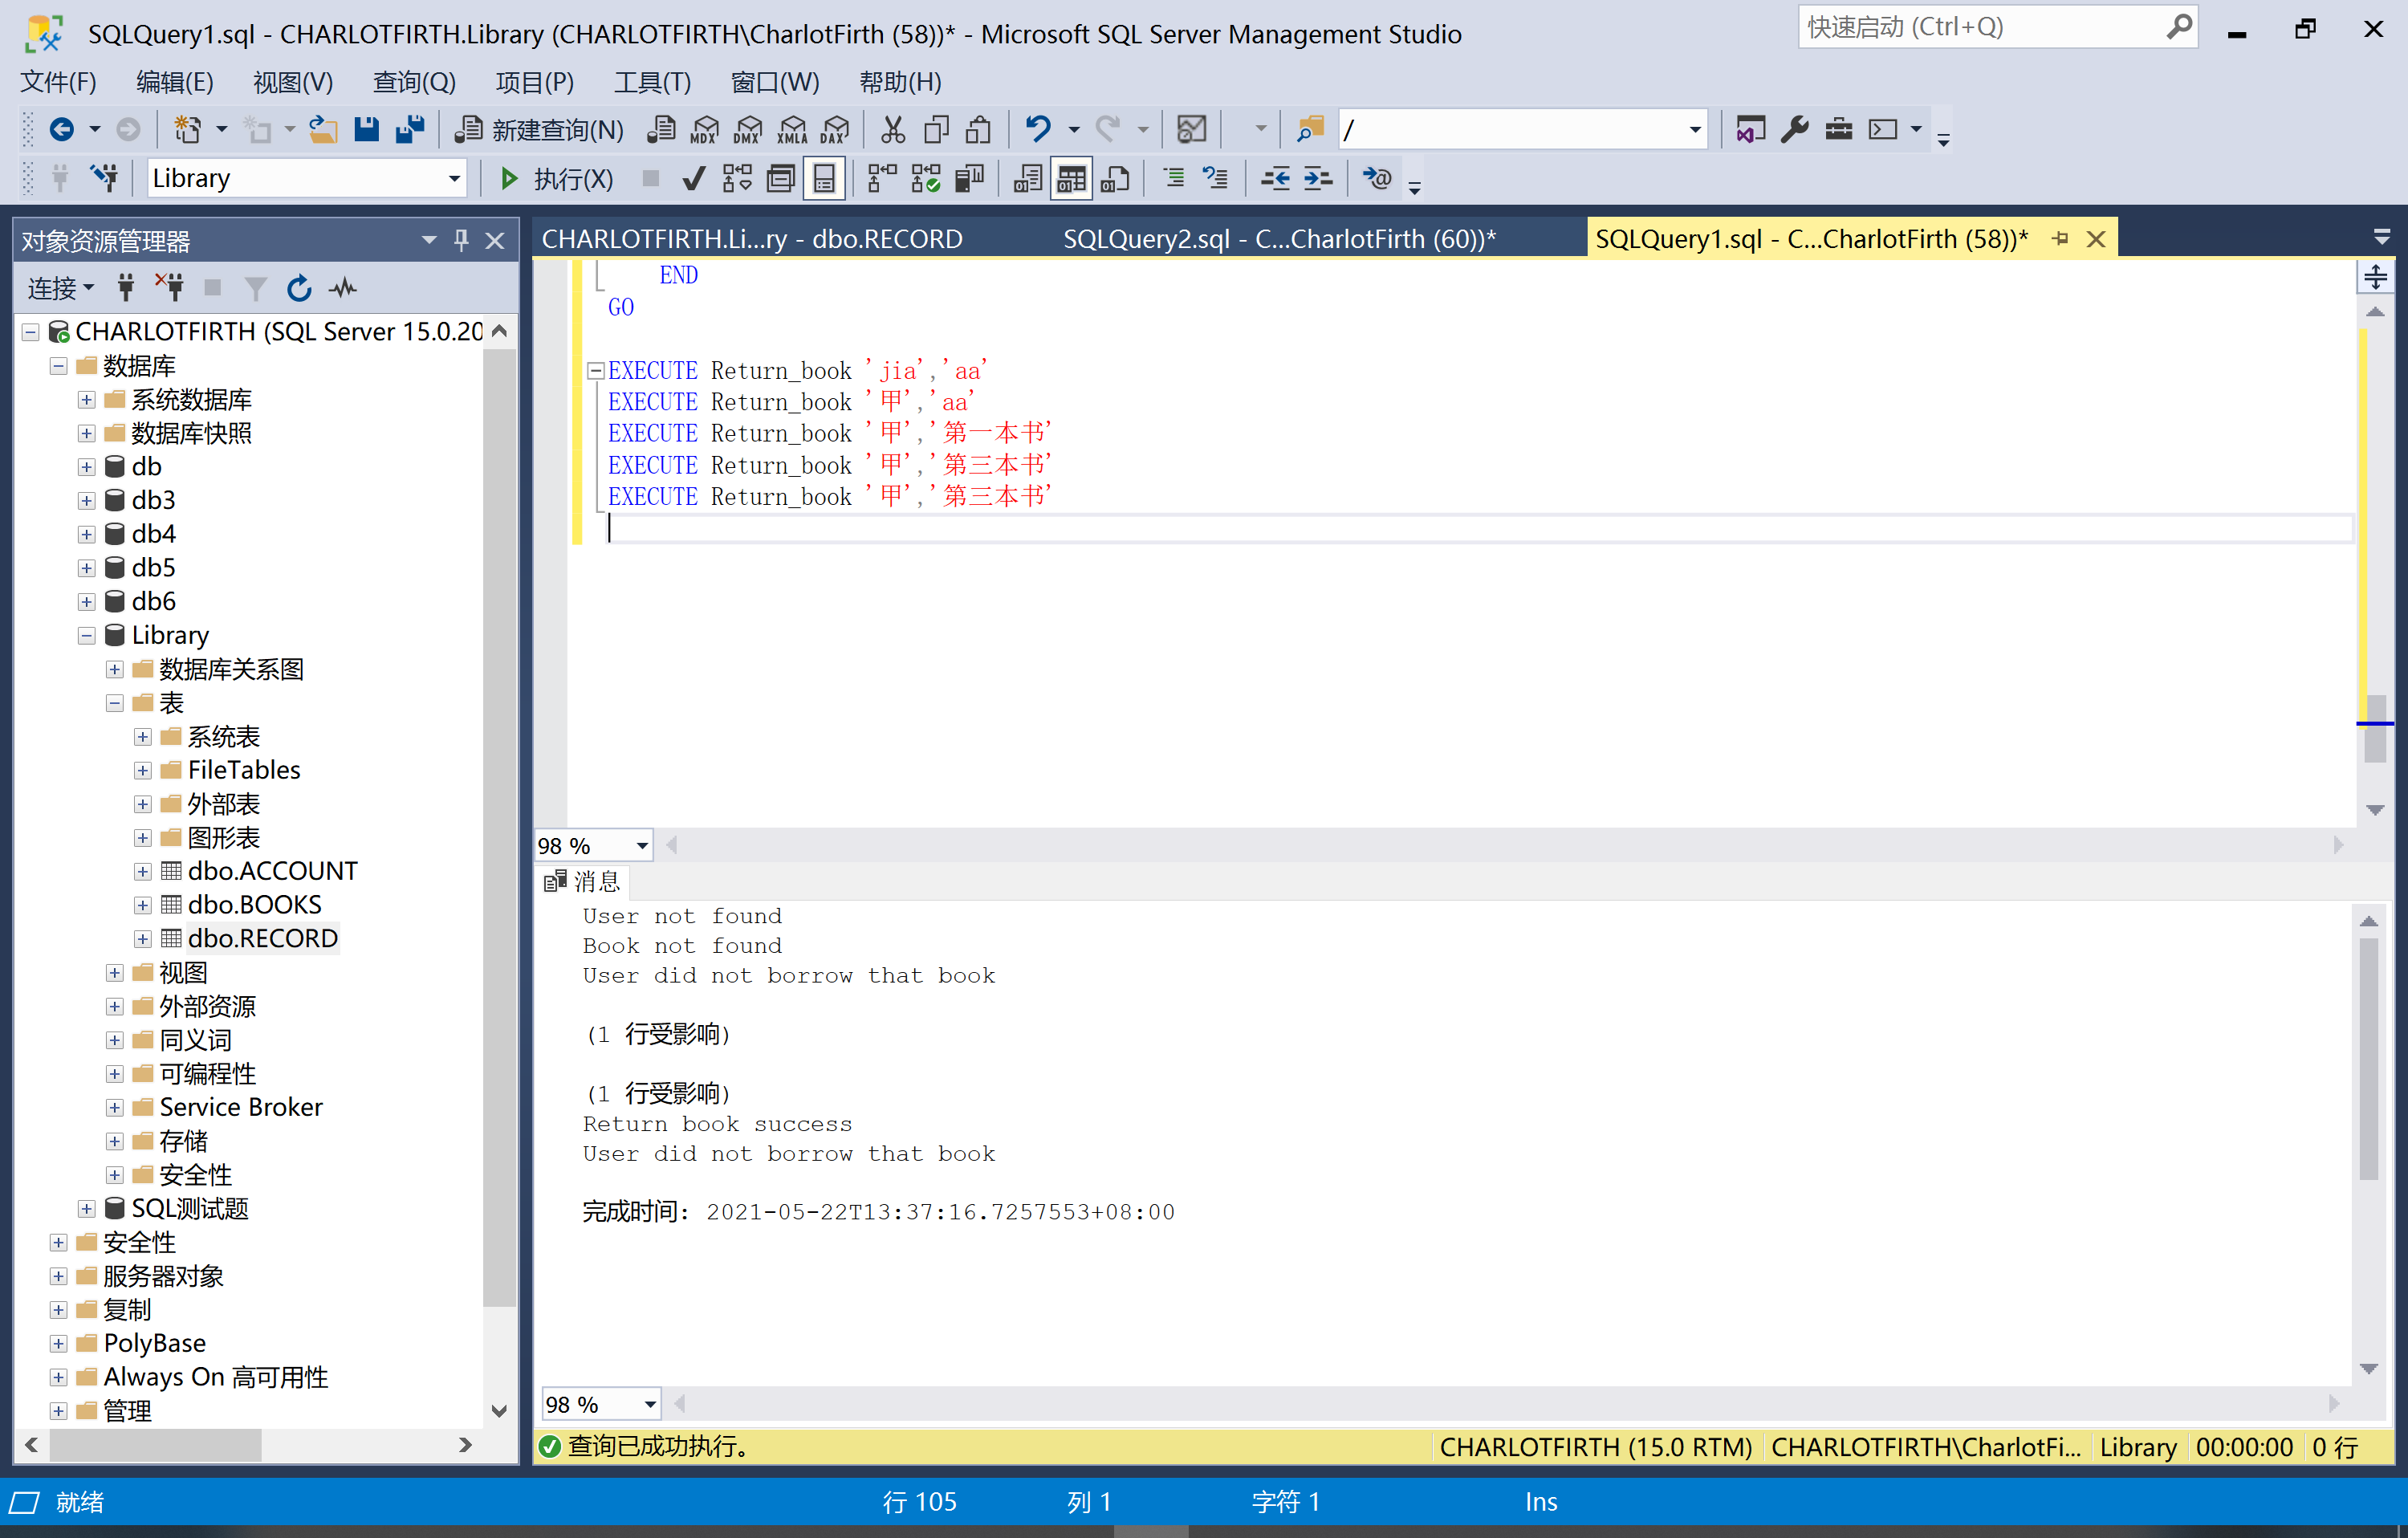 SQLQuery1.sql - CHARLOTFIRTH.Library (CHARLOTFIRTH\CharlotFirth (58))* - Microsoft SQL Server Management Studio
快速启动 (Ctrl+Q)
文件(F) 编辑(E) 视图(V) 查询(Q) 项目(P) 工具(T) 窗口(W) 帮助(H)
新建查询(N) MDX DMX XMLA DAX /
Library 执行(X)
对象资源管理器
连接
CHARLOTFIRTH (SQL Server 15.0.20
数据库
系统数据库
数据库快照
db
db3
db4
db5
db6
Library
数据库关系图
表
系统表
FileTables
外部表
图形表
dbo.ACCOUNT
dbo.BOOKS
dbo.RECORD
视图
外部资源
同义词
可编程性
Service Broker
存储
安全性
SQL测试题
安全性
服务器对象
复制
PolyBase
Always On 高可用性
管理
CHARLOTFIRTH.Li...ry - dbo.RECORD SQLQuery2.sql - C...CharlotFirth (60))* SQLQuery1.sql - C...CharlotFirth (58))*
END
GO
EXECUTE Return_book 'jia','aa'
EXECUTE Return_book '甲','aa'
EXECUTE Return_book '甲','第一本书'
EXECUTE Return_book '甲','第三本书'
EXECUTE Return_book '甲','第三本书'
98 %
消息
User not found
Book not found
User did not borrow that book
(1 行受影响)
(1 行受影响)
Return book success
User did not borrow that book
完成时间: 2021-05-22T13:37:16.7257553+08:00
98 %
查询已成功执行。 CHARLOTFIRTH (15.0 RTM) CHARLOTFIRTH\CharlotFi... Library 00:00:00 0 行
就绪 行 105 列 1 字符 1 Ins